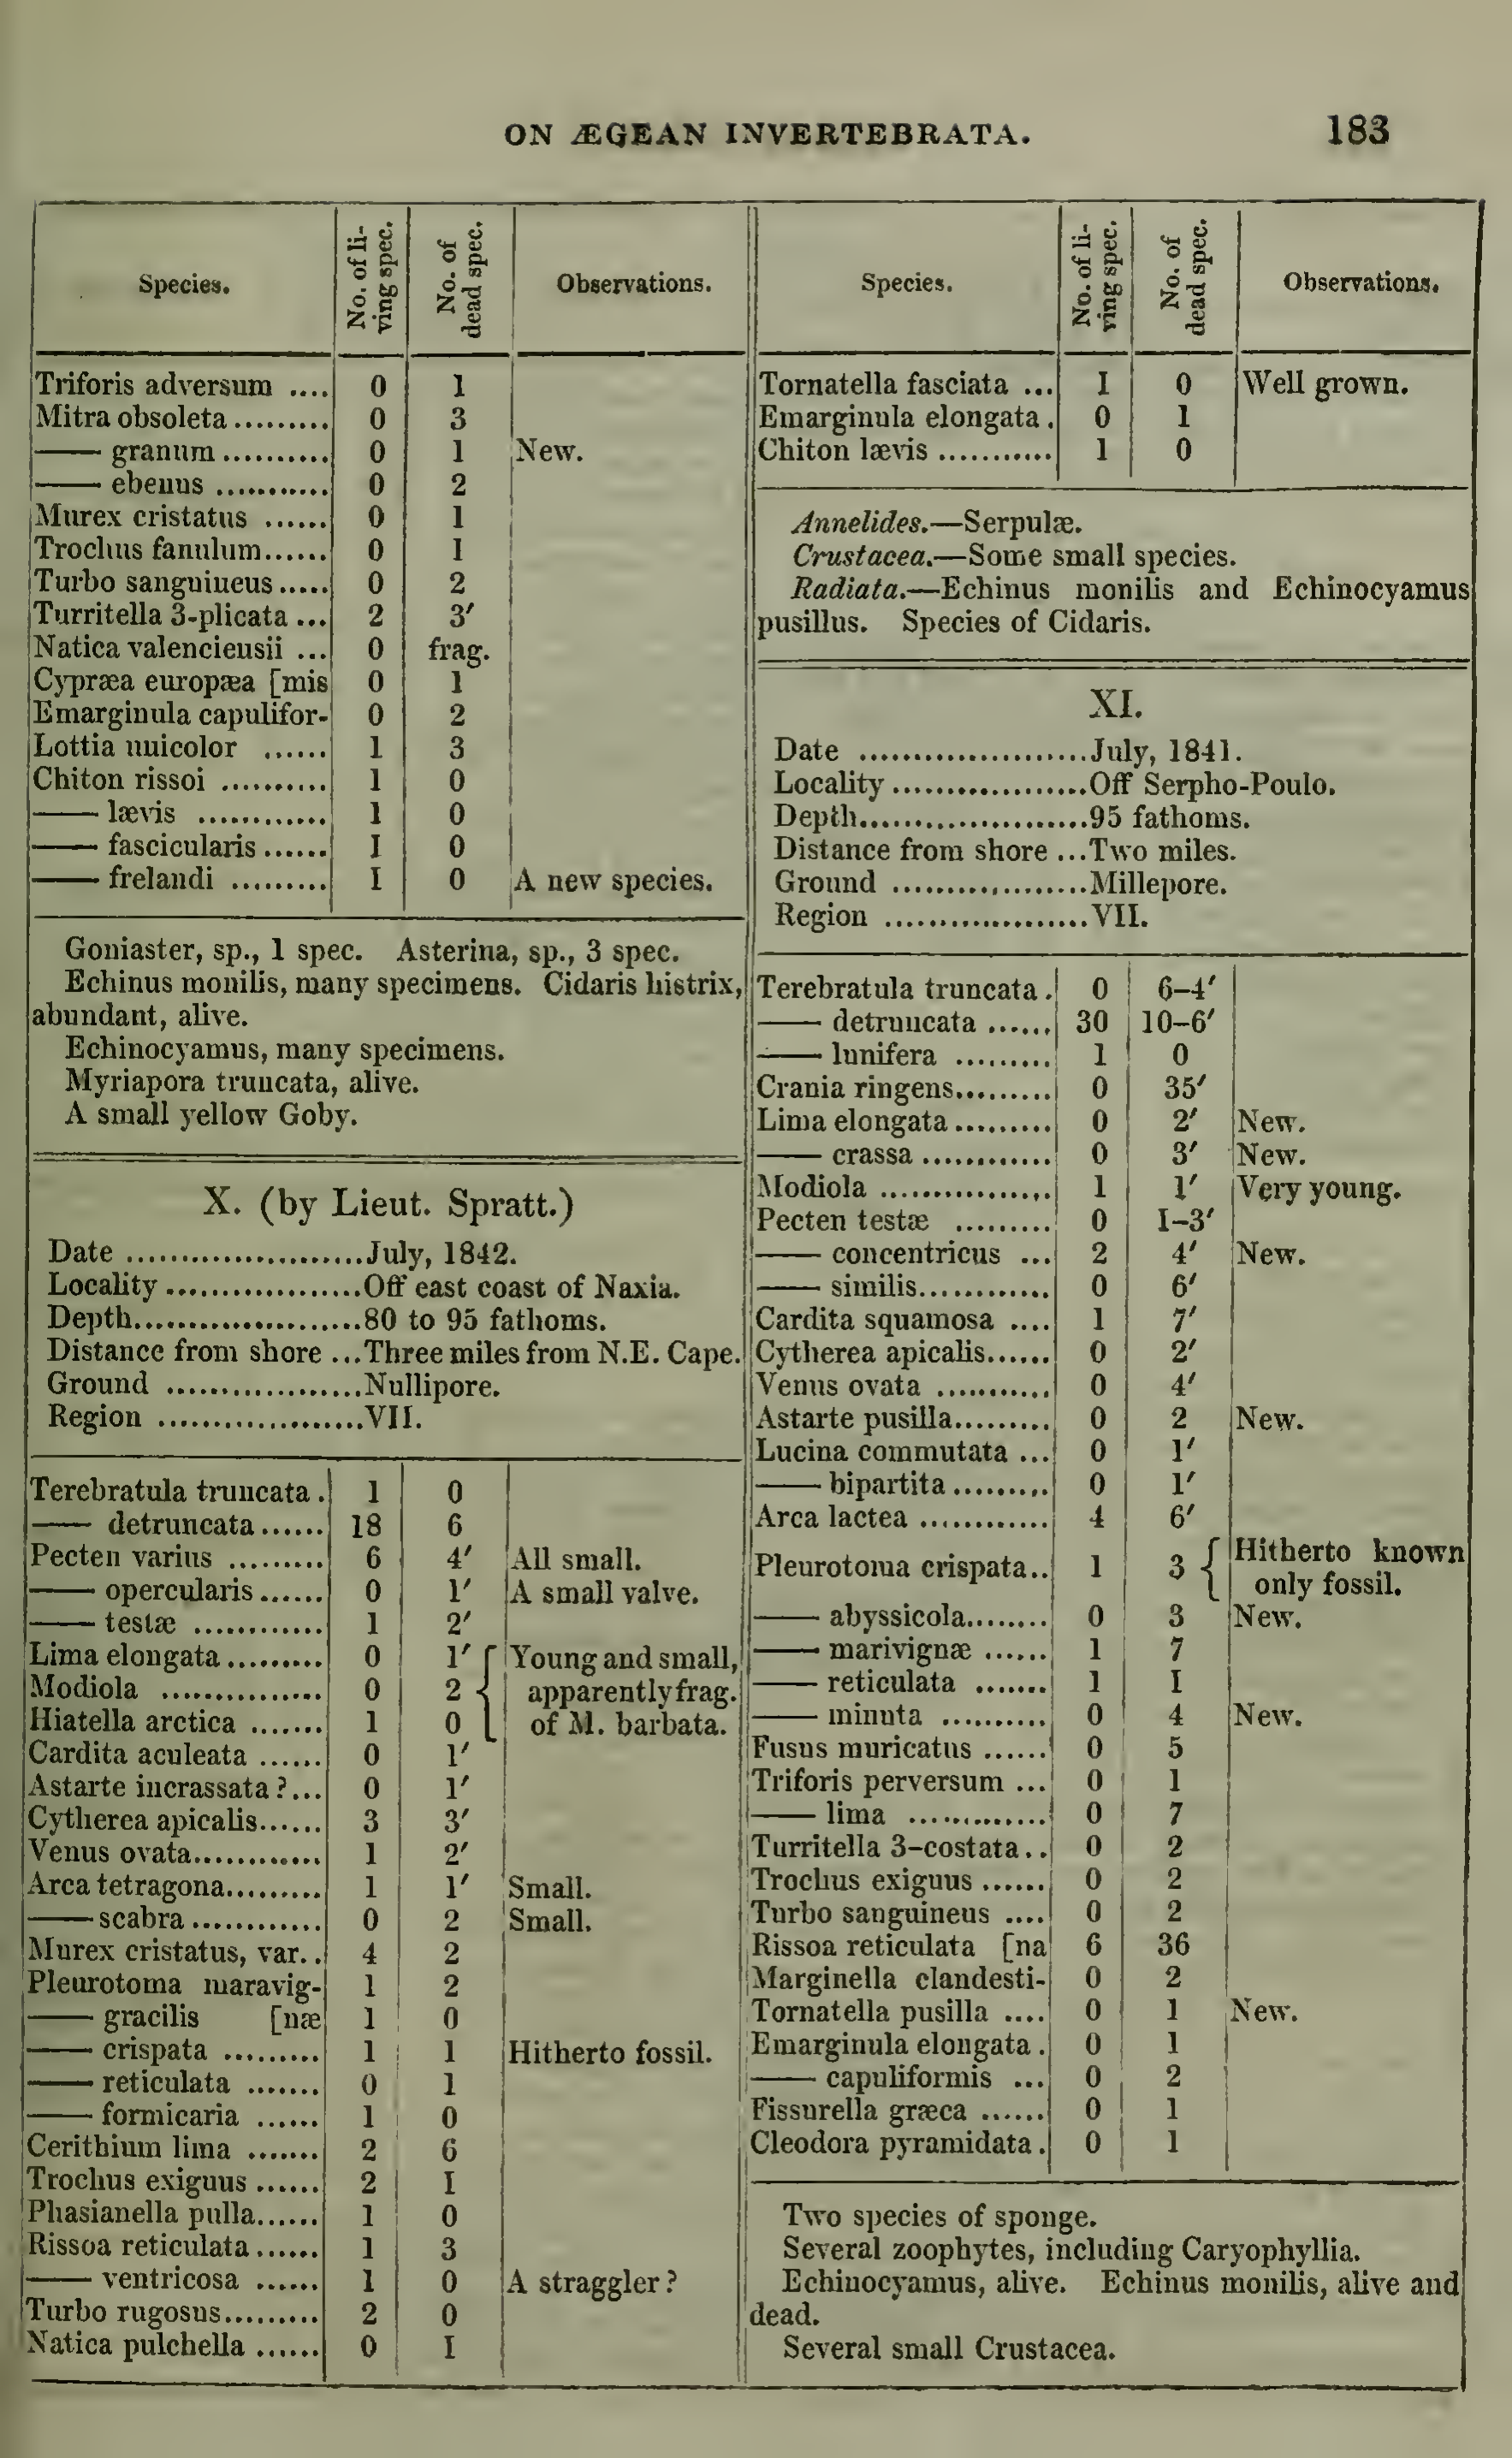 ON ÆGEAN INVERTEBRATA. 183
Species. No. of li-ving spec. No. of dead spec. Observations.
Triforis adversum .... 0 1
Mitra obsoleta ......... 0 3
—— granum .......... 0 1 New.
—— ebenus ........... 0 2
Murex cristatus ...... 0 1
Trochus fanulum...... 0 1
Turbo sanguineus ..... 0 2
Turritella 3-plicata ... 2 3′
Natica valenciensii ... 0 frag.
Cypræa europæa [mis 0 1
Emarginula capulifor- 0 2
Lottia unicolor ...... 1 3
Chiton rissoi .......... 1 0
—— lævis ............ 1 0
—— fascicularis ...... 1 0
—— frelandi ......... 1 0 A new species.
Goniaster, sp., 1 spec. Asterina, sp., 3 spec.
Echinus monilis, many specimens. Cidaris histrix,
abundant, alive.
Echinocyamus, many specimens.
Myriapora truncata, alive.
A small yellow Goby.
X. (by Lieut. Spratt.)
Date ......................July, 1842.
Locality ..................Off east coast of Naxia.
Depth.....................80 to 95 fathoms.
Distance from shore ...Three miles from N.E. Cape.
Ground ..................Nullipore.
Region ...................VII.
Terebratula truncata . 1 0
—— detruncata ...... 18 6
Pecten varius ......... 6 4′ All small.
—— opercularis ...... 0 1′ A small valve.
—— testæ ............ 1 2′
Lima elongata ......... 0 1′ { Young and small,
Modiola ............... 0 2 apparently frag.
Hiatella arctica ....... 1 0 of M. barbata.
Cardita aculeata ...... 0 1′
Astarte incrassata ?... 0 1′
Cytherea apicalis...... 3 3′
Venus ovata............ 1 2′
Arca tetragona......... 1 1′ Small.
—— scabra ............ 0 2 Small.
Murex cristatus, var. . 4 2
Pleurotoma maravig- 1 2
—— gracilis [næ 1 0
—— crispata ......... 1 1 Hitherto fossil.
—— reticulata ....... 0 1
—— formicaria ...... 1 0
Cerithium lima ....... 2 6
Trochus exiguus ...... 2 1
Phasianella pulla...... 1 0
Rissoa reticulata ...... 1 3
—— ventricosa ...... 1 0 A straggler ?
Turbo rugosus......... 2 0
Natica pulchella ...... 0 1
Species. No. of li-ving spec. No. of dead spec. Observations.
Tornatella fasciata ... 1 0 Well grown.
Emarginula elongata . 0 1
Chiton lævis ........... 1 0
Annelides.—Serpulæ.
Crustacea.—Some small species.
Radiata.—Echinus monilis and Echinocyamus
pusillus. Species of Cidaris.
XI.
Date ......................July, 1841.
Locality ..................Off Serpho-Poulo.
Depth......................95 fathoms.
Distance from shore ...Two miles.
Ground ..................Millepore.
Region ...................VII.
Terebratula truncata . 0 6–4′
—— detruncata ...... 30 10–6′
—— lunifera ......... 1 0
Crania ringens......... 0 35′
Lima elongata ......... 0 2′ New.
—— crassa ............ 0 3′ New.
Modiola ................ 1 1′ Very young.
Pecten testæ ......... 0 1–3′
—— concentricus ... 2 4′ New.
—— similis............ 0 6′
Cardita squamosa .... 1 7′
Cytherea apicalis...... 0 2′
Venus ovata ........... 0 4′
Astarte pusilla......... 0 2 New.
Lucina commutata ... 0 1′
—— bipartita ......... 0 1′
Arca lactea ............ 4 6′
Pleurotoma crispata.. 1 3 { Hitherto known
only fossil.
—— abyssicola........ 0 3 New.
—— marivignæ ...... 1 7
—— reticulata ....... 1 1
—— minuta .......... 0 4 New.
Fusus muricatus ...... 0 5
Triforis perversum ... 0 1
—— lima ............. 0 7
Turritella 3-costata.. 0 2
Trochus exiguus ...... 0 2
Turbo sanguineus .... 0 2
Rissoa reticulata [na 6 36
Marginella clandesti- 0 2
Tornatella pusilla .... 0 1 New.
Emarginula elongata . 0 1
—— capuliformis ... 0 2
Fissurella græca ...... 0 1
Cleodora pyramidata . 0 1
Two species of sponge.
Several zoophytes, including Caryophyllia.
Echinocyamus, alive. Echinus monilis, alive and
dead.
Several small Crustacea.